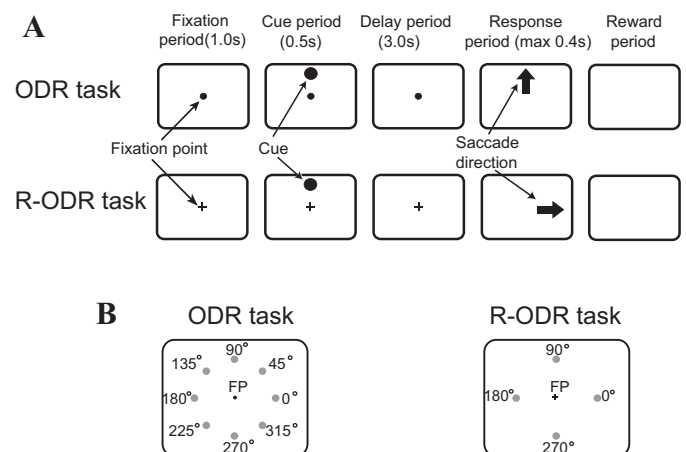 A
Fixation period(1.0s)
Cue period (0.5s)
Delay period (3.0s)
Response period (max 0.4s)
Reward period
ODR task
Fixation point
Cue
Saccade direction
R-ODR task
B
ODR task
90°
135°
45°
FP
180°
0°
225°
315°
270°
R-ODR task
90°
FP
180°
0°
270°